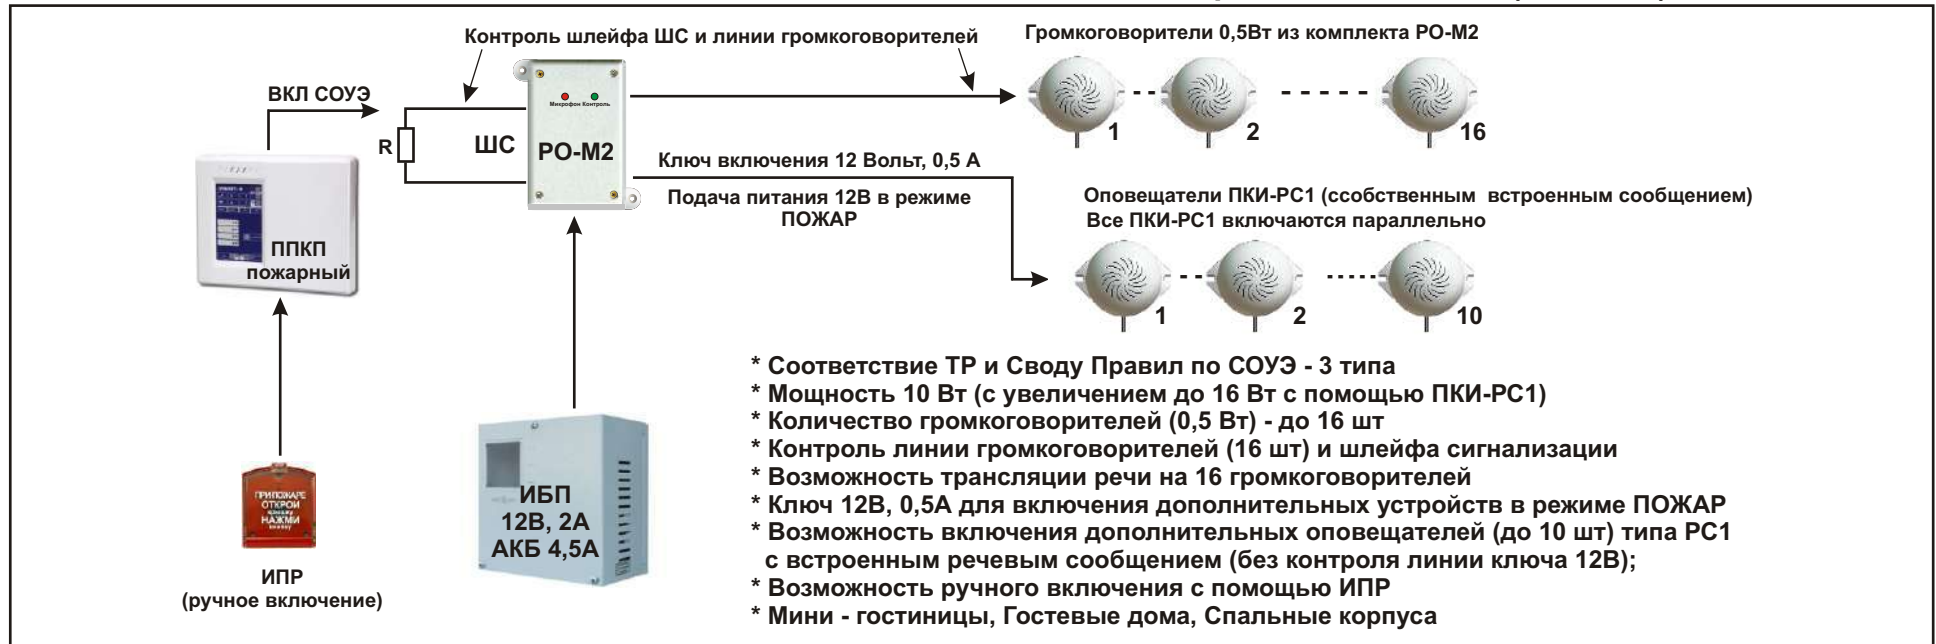 Контроль шлейфа ШС и линии громкоговорителей
Громкоговорители 0,5Вт из комплекта РО-М2
ВКЛ СОУЭ
Микрофон Контроль
R
ШС
РО-М2
1
2
16
Ключ включения 12 Вольт, 0,5 А
Подача питания 12В в режиме
ПОЖАР
Оповещатели ПКИ-РС1 (ссобственным встроенным сообщением)
Все ПКИ-РС1 включаются параллельно
ППКП
пожарный
1
2
10
* Соответствие ТР и Своду Правил по СОУЭ - 3 типа
* Мощность 10 Вт (с увеличением до 16 Вт с помощью ПКИ-РС1)
* Количество громкоговорителей (0,5 Вт) - до 16 шт
* Контроль линии громкоговорителей (16 шт) и шлейфа сигнализации
* Возможность трансляции речи на 16 громкоговорителей
* Ключ 12В, 0,5А для включения дополнительных устройств в режиме ПОЖАР
* Возможность включения дополнительных оповещателей (до 10 шт) типа РС1
с встроенным речевым сообщением (без контроля линии ключа 12В);
* Возможность ручного включения с помощью ИПР
* Мини - гостиницы, Гостевые дома, Спальные корпуса
ПРИ ПОЖАРЕ
ОТКРОЙ
НАЖМИ
ИБП
12В, 2А
АКБ 4,5А
ИПР
(ручное включение)